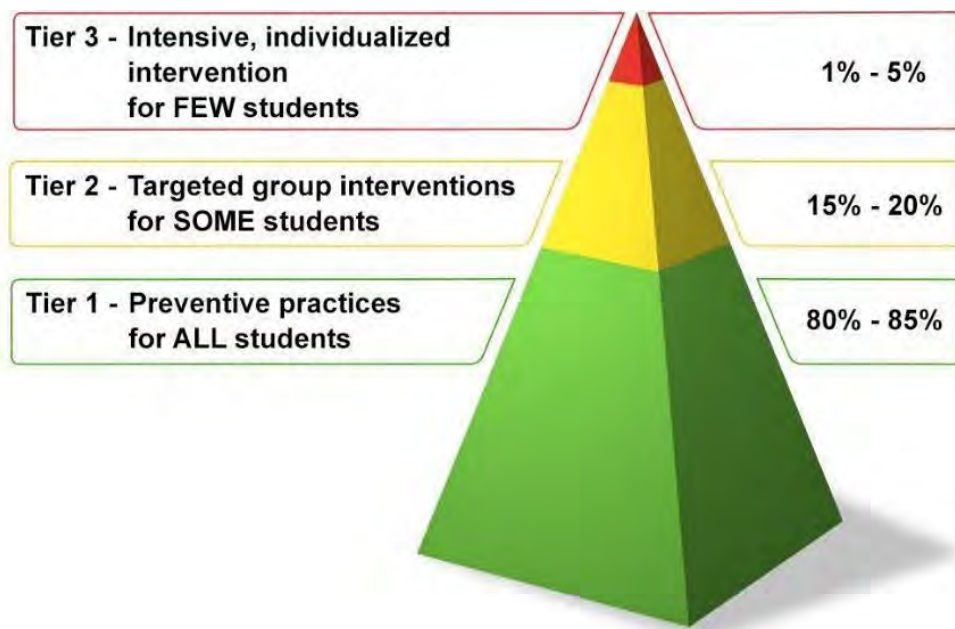 Tier 3 - Intensive, individualized
intervention
for FEW students
1% - 5%
Tier 2 - Targeted group interventions
for SOME students
15% - 20%
Tier 1 - Preventive practices
for ALL students
80% - 85%